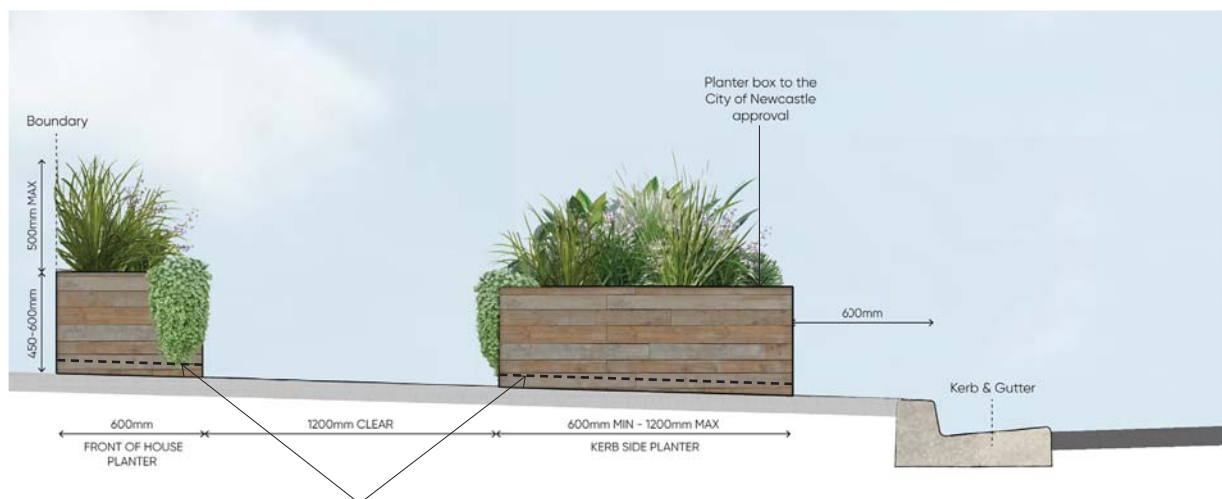 Planter box to the
City of Newcastle
approval
Boundary
500mm MAX
450-600mm
600mm
Kerb & Gutter
600mm
1200mm CLEAR
600mm MIN - 1200mm MAX
FRONT OF HOUSE
PLANTER
KERB SIDE PLANTER